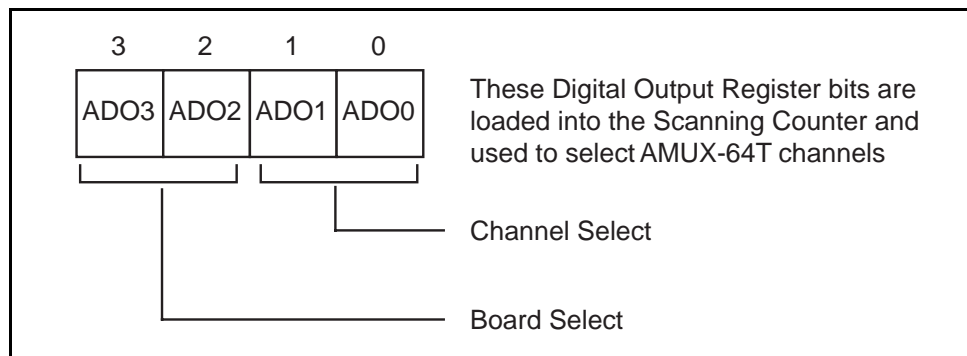 3 2 1 0
ADO3 ADO2 ADO1 ADO0
These Digital Output Register bits are
loaded into the Scanning Counter and
used to select AMUX-64T channels
Channel Select
Board Select